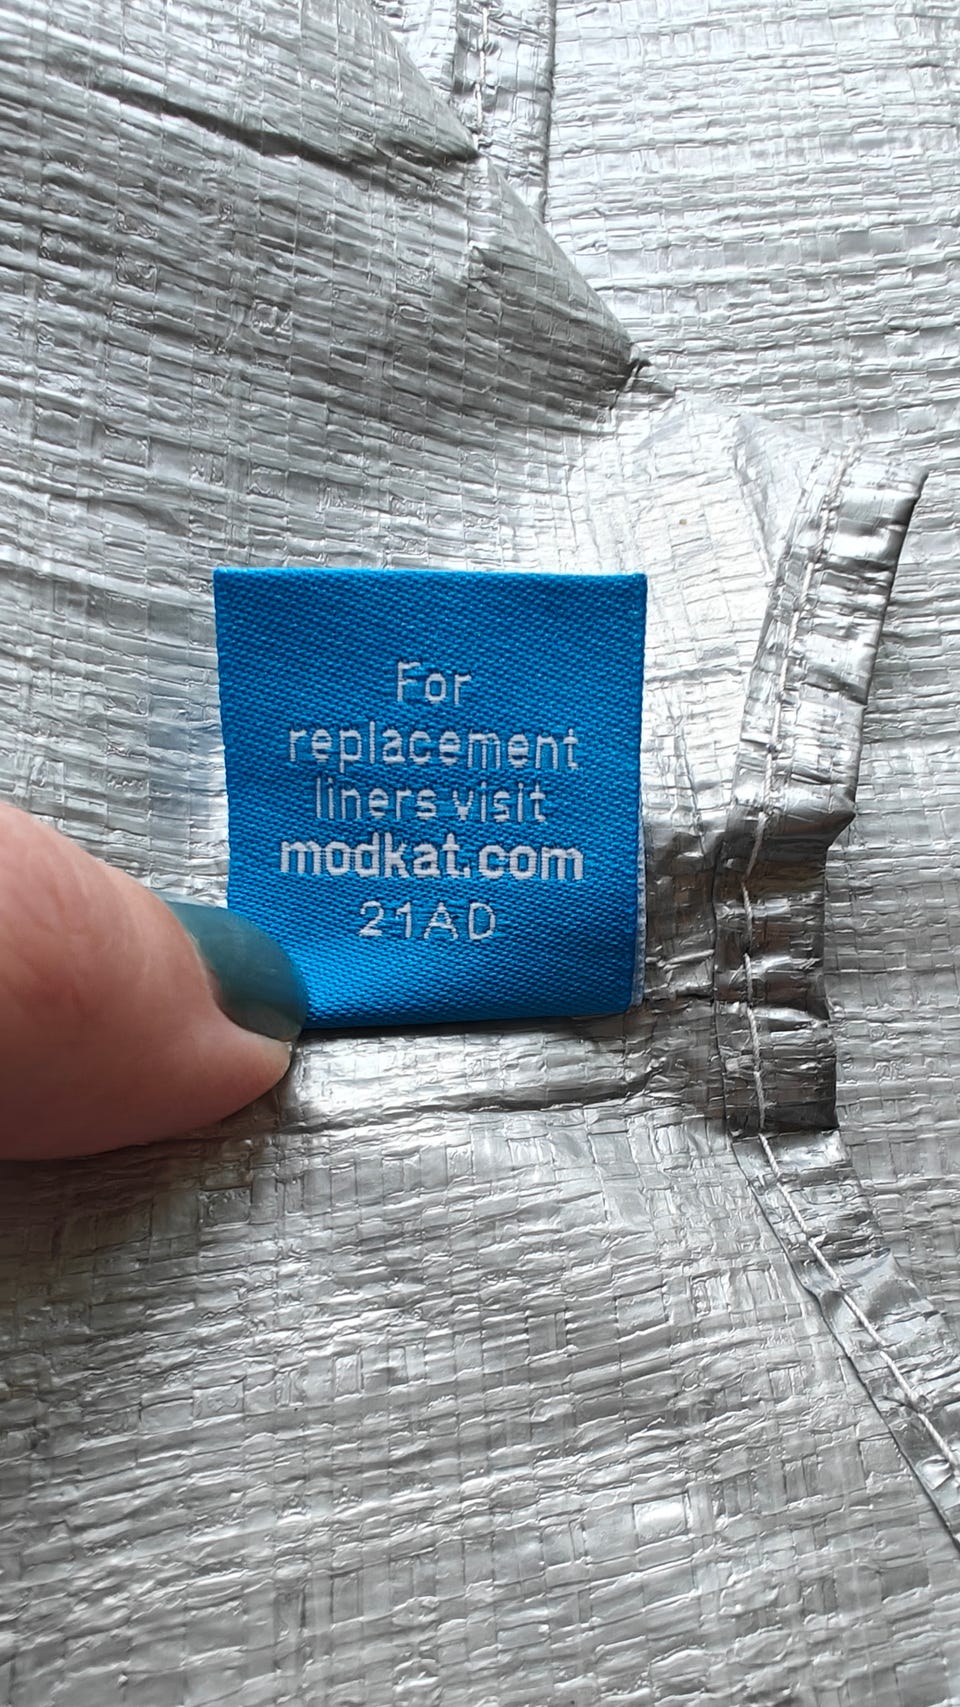 For
replacement
liners visit
modkat.com
21AD